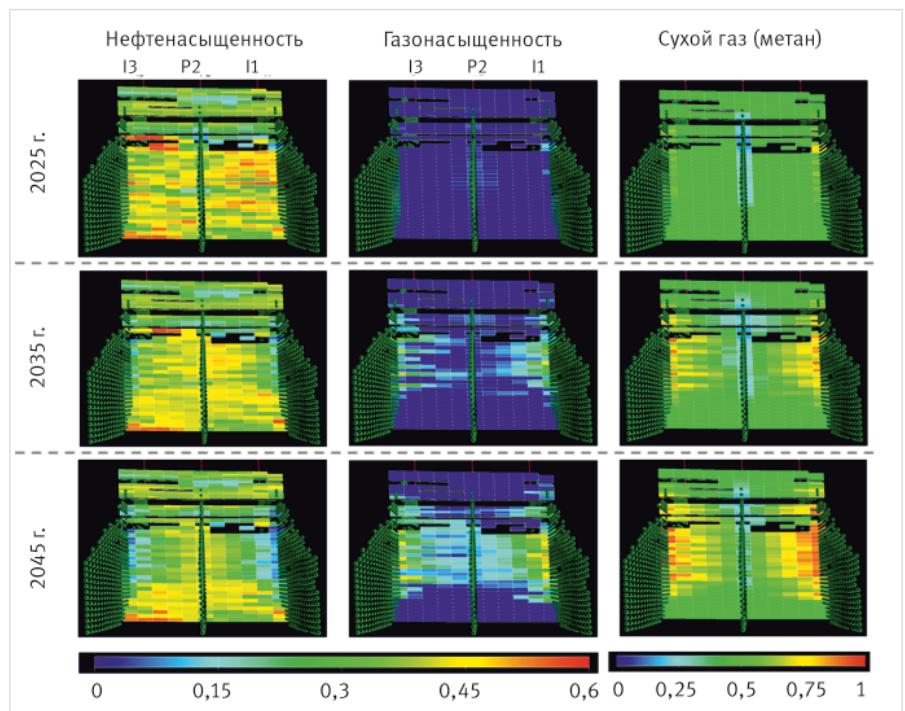 Нефтенасыщенность Газонасыщенность Сухой газ (метан)
I3 P2 I1 I3 P2 I1
2025 г.
2035 г.
2045 г.
0 0,15 0,3 0,45 0,6 0 0,25 0,5 0,75 1